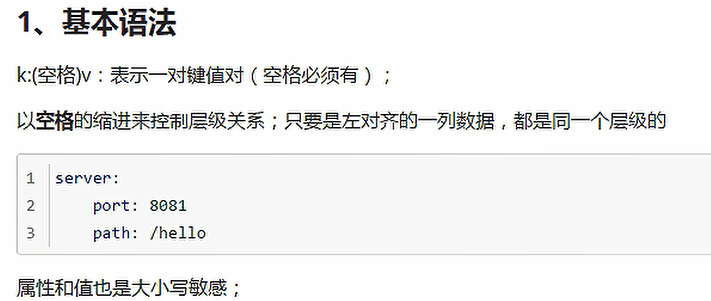 1、基本语法
k:(空格)v：表示一对键值对（空格必须有）；
以空格的缩进来控制层级关系；只要是左对齐的一列数据，都是同一个层级的
1 server:
2     port: 8081
3     path: /hello
属性和值也是大小写敏感；